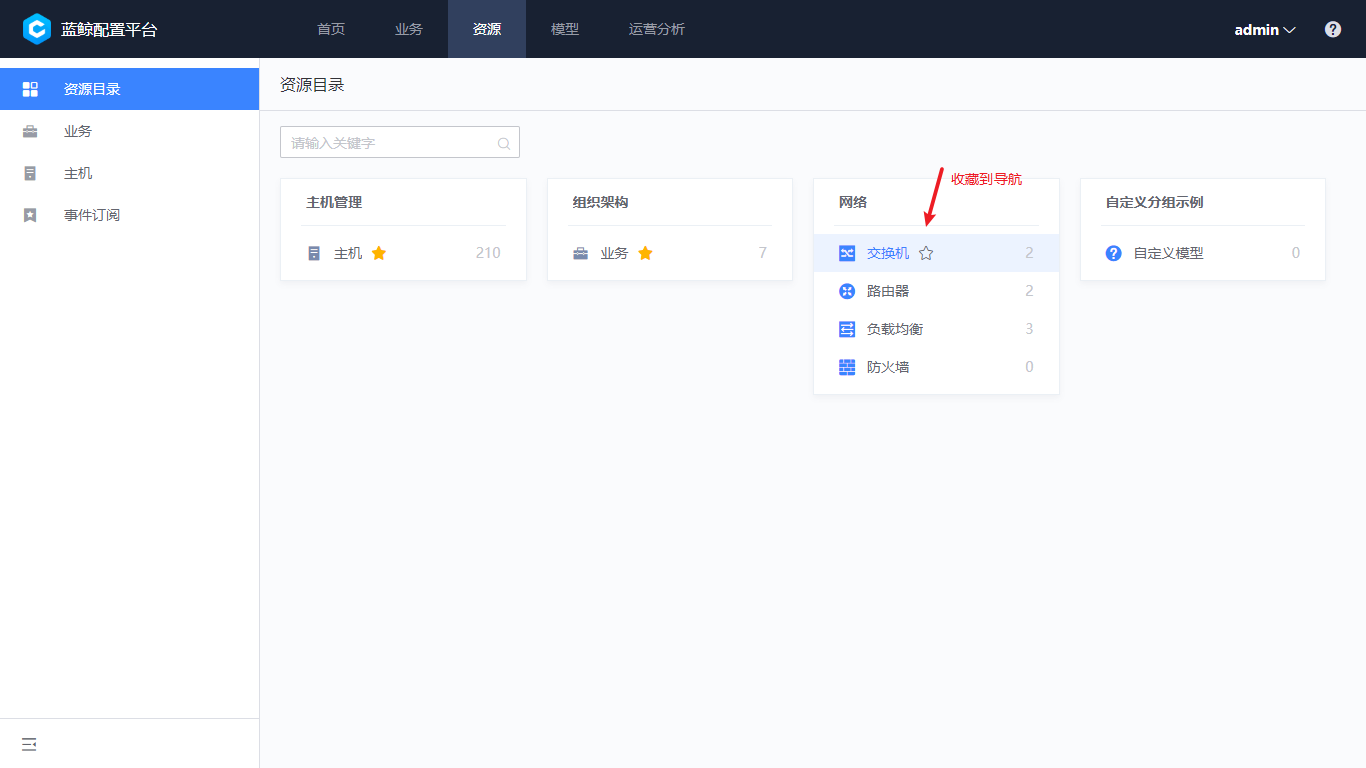 蓝鲸配置平台
首页
业务
资源
模型
运营分析
admin
资源目录
业务
主机
事件订阅
资源目录
请输入关键字
收藏到导航
主机管理
主机 210
组织架构
业务 7
网络
交换机 2
路由器 2
负载均衡 3
防火墙 0
自定义分组示例
自定义模型 0